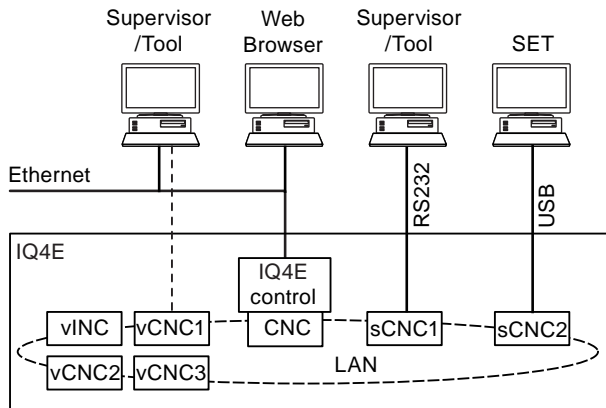 Supervisor
/Tool
Web
Browser
Supervisor
/Tool
SET
Ethernet
RS232
USB
IQ4E
IQ4E
control
vINC
vCNC1
CNC
sCNC1
sCNC2
LAN
vCNC2
vCNC3